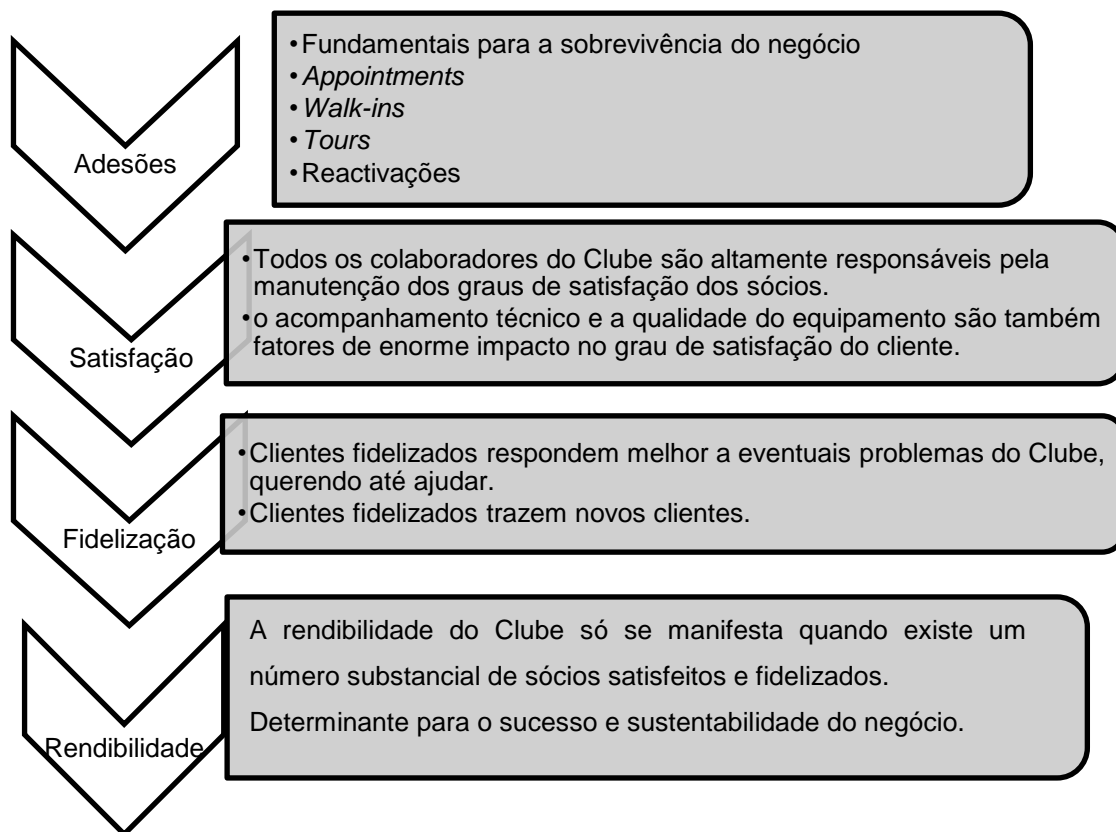 Adesões
•Fundamentais para a sobrevivência do negócio
•Appointments
•Walk-ins
•Tours
•Reactivações
Satisfação
•Todos os colaboradores do Clube são altamente responsáveis pela
manutenção dos graus de satisfação dos sócios.
•o acompanhamento técnico e a qualidade do equipamento são também
fatores de enorme impacto no grau de satisfação do cliente.
Fidelização
•Clientes fidelizados respondem melhor a eventuais problemas do Clube,
querendo até ajudar.
•Clientes fidelizados trazem novos clientes.
Rendibilidade
A rendibilidade do Clube só se manifesta quando existe um
número substancial de sócios satisfeitos e fidelizados.
Determinante para o sucesso e sustentabilidade do negócio.